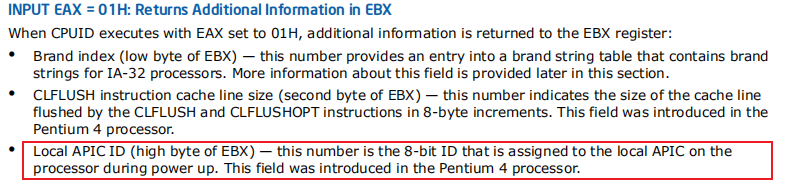 INPUT EAX = 01H: Returns Additional Information in EBX
When CPUID executes with EAX set to 01H, additional information is returned to the EBX register:
• Brand index (low byte of EBX) — this number provides an entry into a brand string table that contains brand
strings for IA-32 processors. More information about this field is provided later in this section.
• CLFLUSH instruction cache line size (second byte of EBX) — this number indicates the size of the cache line
flushed by the CLFLUSH and CLFLUSHOPT instructions in 8-byte increments. This field was introduced in the
Pentium 4 processor.
• Local APIC ID (high byte of EBX) — this number is the 8-bit ID that is assigned to the local APIC on the
processor during power up. This field was introduced in the Pentium 4 processor.